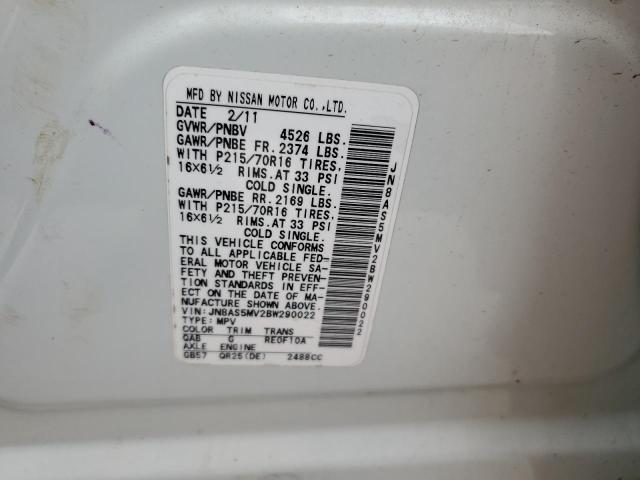 MFD BY NISSAN MOTOR CO.,LTD.
DATE 2/11
GVWR/PNBV 4526 LBS.
GAWR/PNBE FR. 2374 LBS.
WITH P215/70R16 TIRES,
16×6½ RIMS.AT 33 PSI
COLD SINGLE.
GAWR/PNBE RR. 2169 LBS.
WITH P215/70R16 TIRES,
16×6½ RIMS.AT 33 PSI
COLD SINGLE.
THIS VEHICLE CONFORMS
TO ALL APPLICABLE FED-
ERAL MOTOR VEHICLE SA-
FETY AND THEFT PREVEN-
TION STANDARDS IN EFF-
ECT ON THE DATE OF MA-
NUFACTURE SHOWN ABOVE.
VIN: JN8AS5MV2BW290022
TYPE: MPV
COLOR TRIM TRANS
QAB G RE0F10A
AXLE ENGINE
GB57 QR25(DE) 2488CC
JN8AS5MV2BW290022